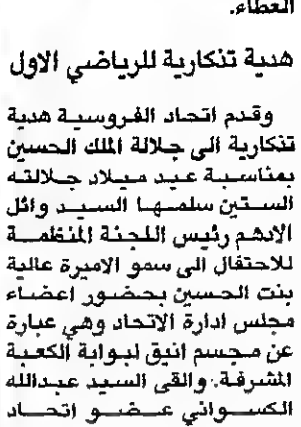 العطاء.
هدية تذكارية للرياضي الاول
وقدم اتحاد الفروسية هدية
تذكارية الى جلالة الملك الحسين
بمناسبة عيد ميلاد جلالته
الستين سلمها السيد وائل
الادهم رئيس اللجنة المنظمة
للاحتفال الى سمو الاميرة عالية
بنت الحسين بحضور اعضاء
مجلس ادارة الاتحاد وهي عبارة
عن مجسم انيق لبوابة الكعبة
المشرفة. والقى السيد عبدالله
الكسواني عضو اتحاد